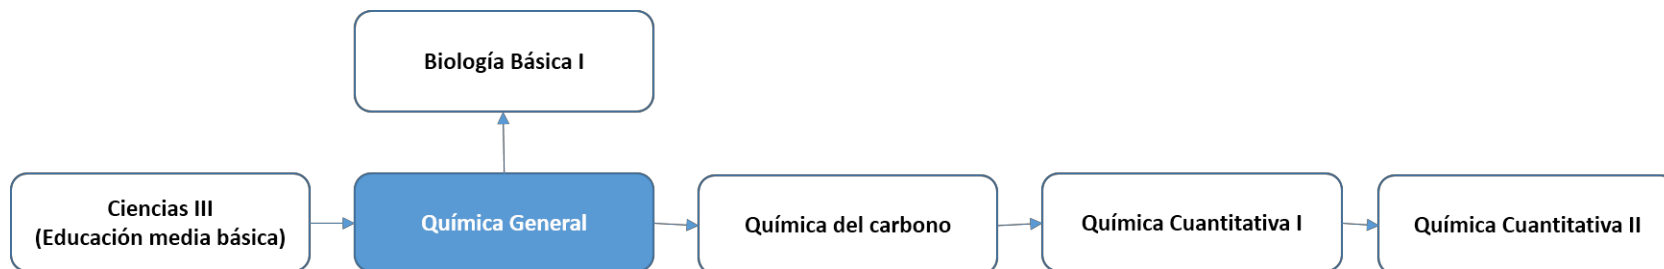 Biología Básica I
Ciencias III
(Educación media básica)
Química General
Química del carbono
Química Cuantitativa I
Química Cuantitativa II